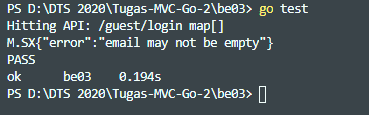 PS D:\DTS 2020\Tugas-MVC-Go-2\be03> go test
Hitting API: /guest/login map[]
M.SX{"error":"email may not be empty"}
PASS
ok      be03    0.194s
PS D:\DTS 2020\Tugas-MVC-Go-2\be03>